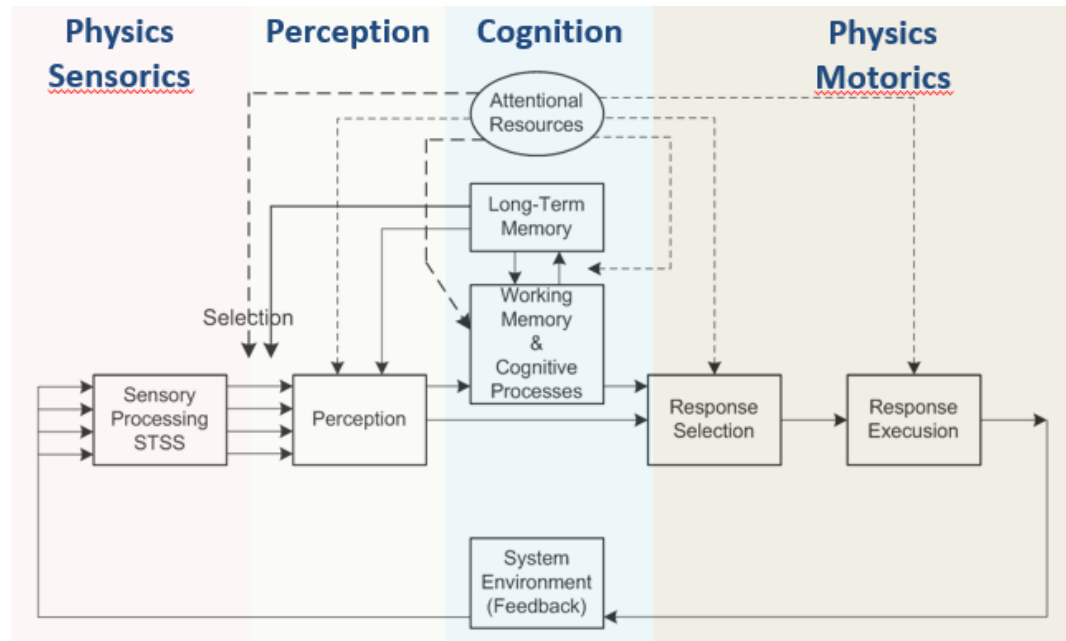 Physics
Sensorics
Perception
Cognition
Physics
Motorics
Attentional
Resources
Long-Term
Memory
Selection
Working
Memory
&
Cognitive
Processes
Sensory
Processing
STSS
Perception
Response
Selection
Response
Execusion
System
Environment
(Feedback)